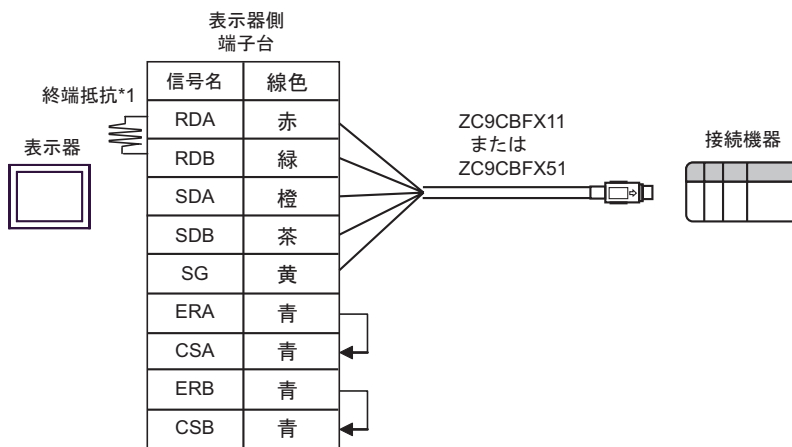 表示器側
端子台
信号名 線色
終端抵抗*1
RDA 赤
表示器
RDB 緑
SDA 橙
SDB 茶
SG 黄
ERA 青
CSA 青
ERB 青
CSB 青
ZC9CBFX11
または
ZC9CBFX51
接続機器